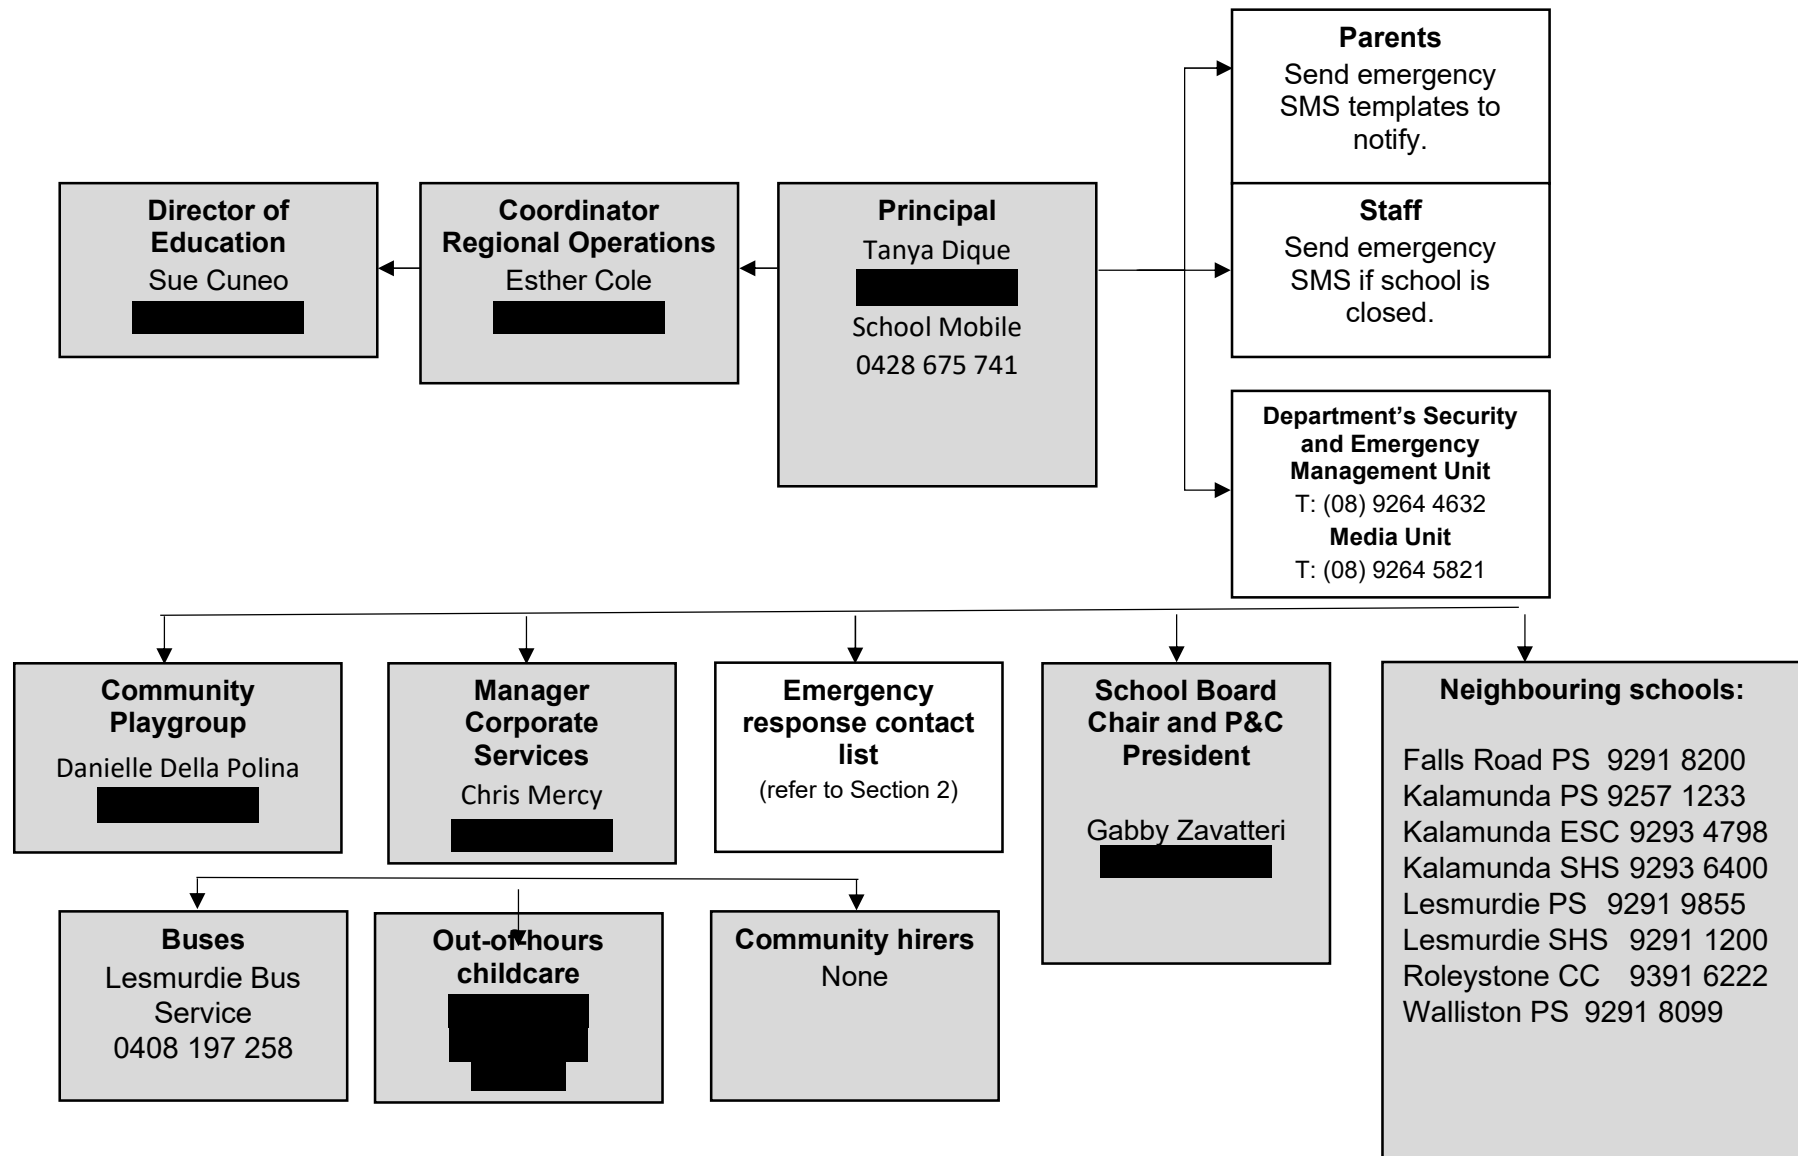 Parents
Send emergency
SMS templates to
notify.
Director of
Education
Sue Cuneo
Coordinator
Regional Operations
Esther Cole
Principal
Tanya Dique
School Mobile
0428 675 741
Staff
Send emergency
SMS if school is
closed.
Department's Security
and Emergency
Management Unit
T: (08) 9264 4632
Media Unit
T: (08) 9264 5821
Community
Playgroup
Danielle Della Polina
Manager
Corporate
Services
Chris Mercy
Emergency
response contact
list
(refer to Section 2)
School Board
Chair and P&C
President
Gabby Zavatteri
Neighbouring schools:
Falls Road PS 9291 8200
Kalamunda PS 9257 1233
Kalamunda ESC 9293 4798
Kalamunda SHS 9293 6400
Lesmurdie PS 9291 9855
Lesmurdie SHS 9291 1200
Roleystone CC 9391 6222
Walliston PS 9291 8099
Buses
Lesmurdie Bus
Service
0408 197 258
Out-of-hours
childcare
Community hirers
None